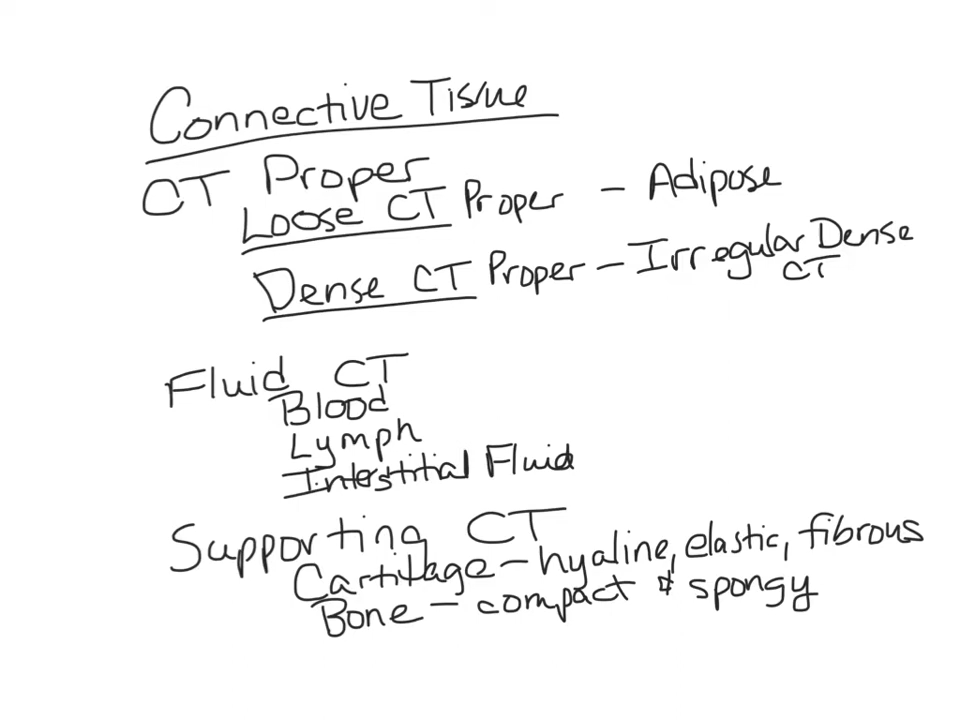 Connective Tissue
CT Proper
Loose CT Proper - Adipose
Dense CT Proper - Irregular Dense
CT
Fluid CT
Blood
Lymph
Interstitial Fluid
Supporting CT
Cartilage - hyaline, elastic, fibrous
Bone - compact & spongy